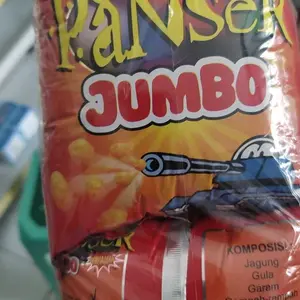 PANSER
JUMBO
KOMPOSISI
Jagung
Gula
Garam